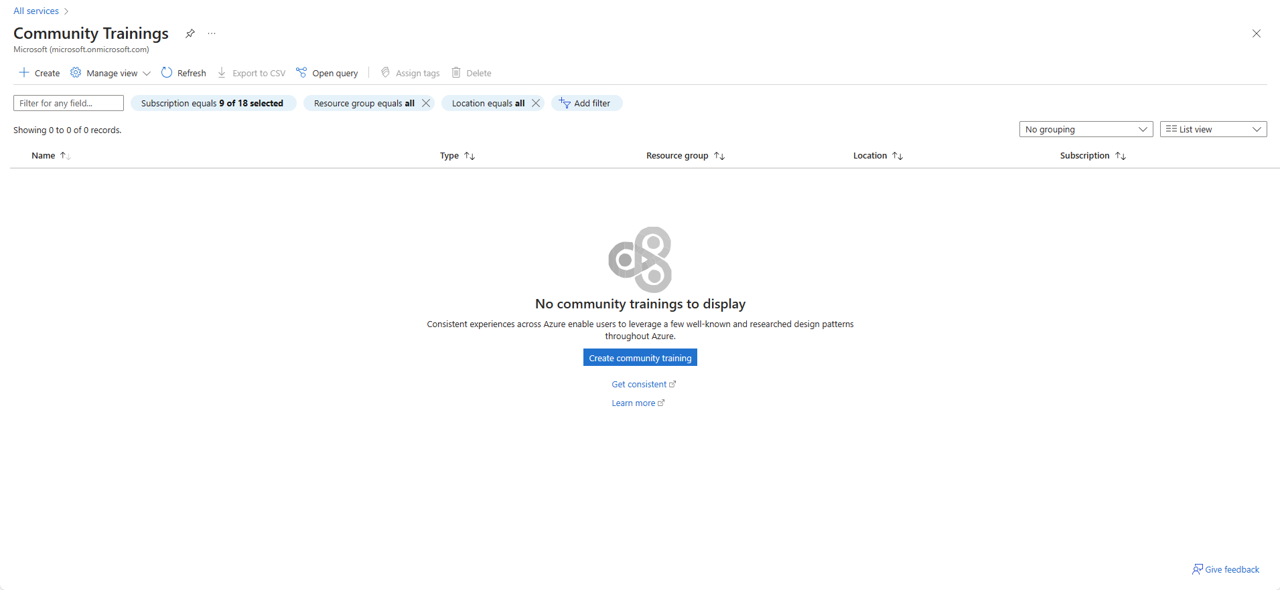 All services
Community Trainings
Microsoft (microsoft.onmicrosoft.com)
Create Manage view Refresh Export to CSV Open query Assign tags Delete
Filter for any field... Subscription equals 9 of 18 selected Resource group equals all Location equals all Add filter
Showing 0 to 0 of 0 records. No grouping List view
Name Type Resource group Location Subscription
No community trainings to display
Consistent experiences across Azure enable users to leverage a few well-known and researched design patterns
throughout Azure.
Create community training
Get consistent
Learn more
Give feedback